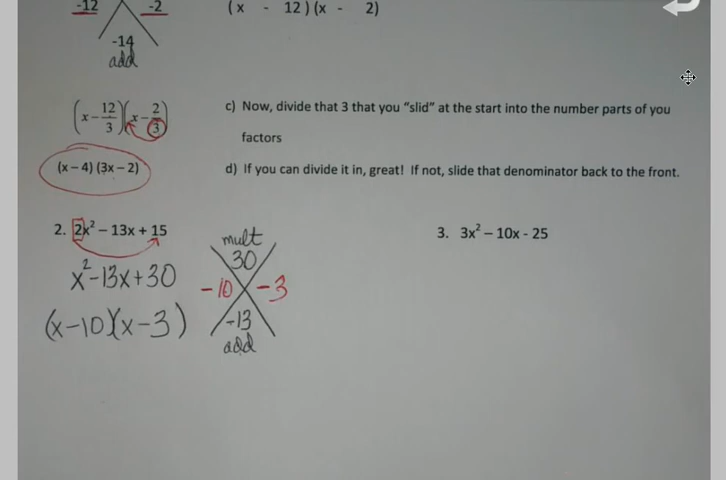 -12 -2 (x - 12)(x - 2)
-14
add
(x - 12/3)(x - 2/3) c) Now, divide that 3 that you “slid” at the start into the number parts of you
factors
(x – 4) (3x – 2) d) If you can divide it in, great! If not, slide that denominator back to the front.
2. 2x² – 13x + 15 mult 3. 3x² – 10x - 25
30
x²-13x+30
-10 -3
(x-10)(x-3) -13
add